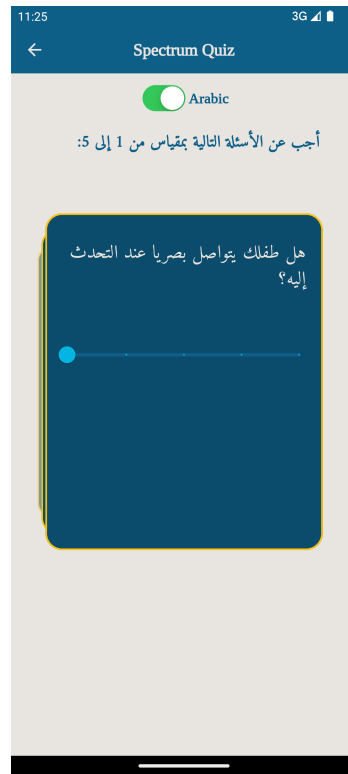 11:25
3G
Spectrum Quiz
Arabic
أجب عن الأسئلة التالية بمقياس من 1 إلى 5:
هل طفلك يتواصل بصريا عند التحدث
إليه؟